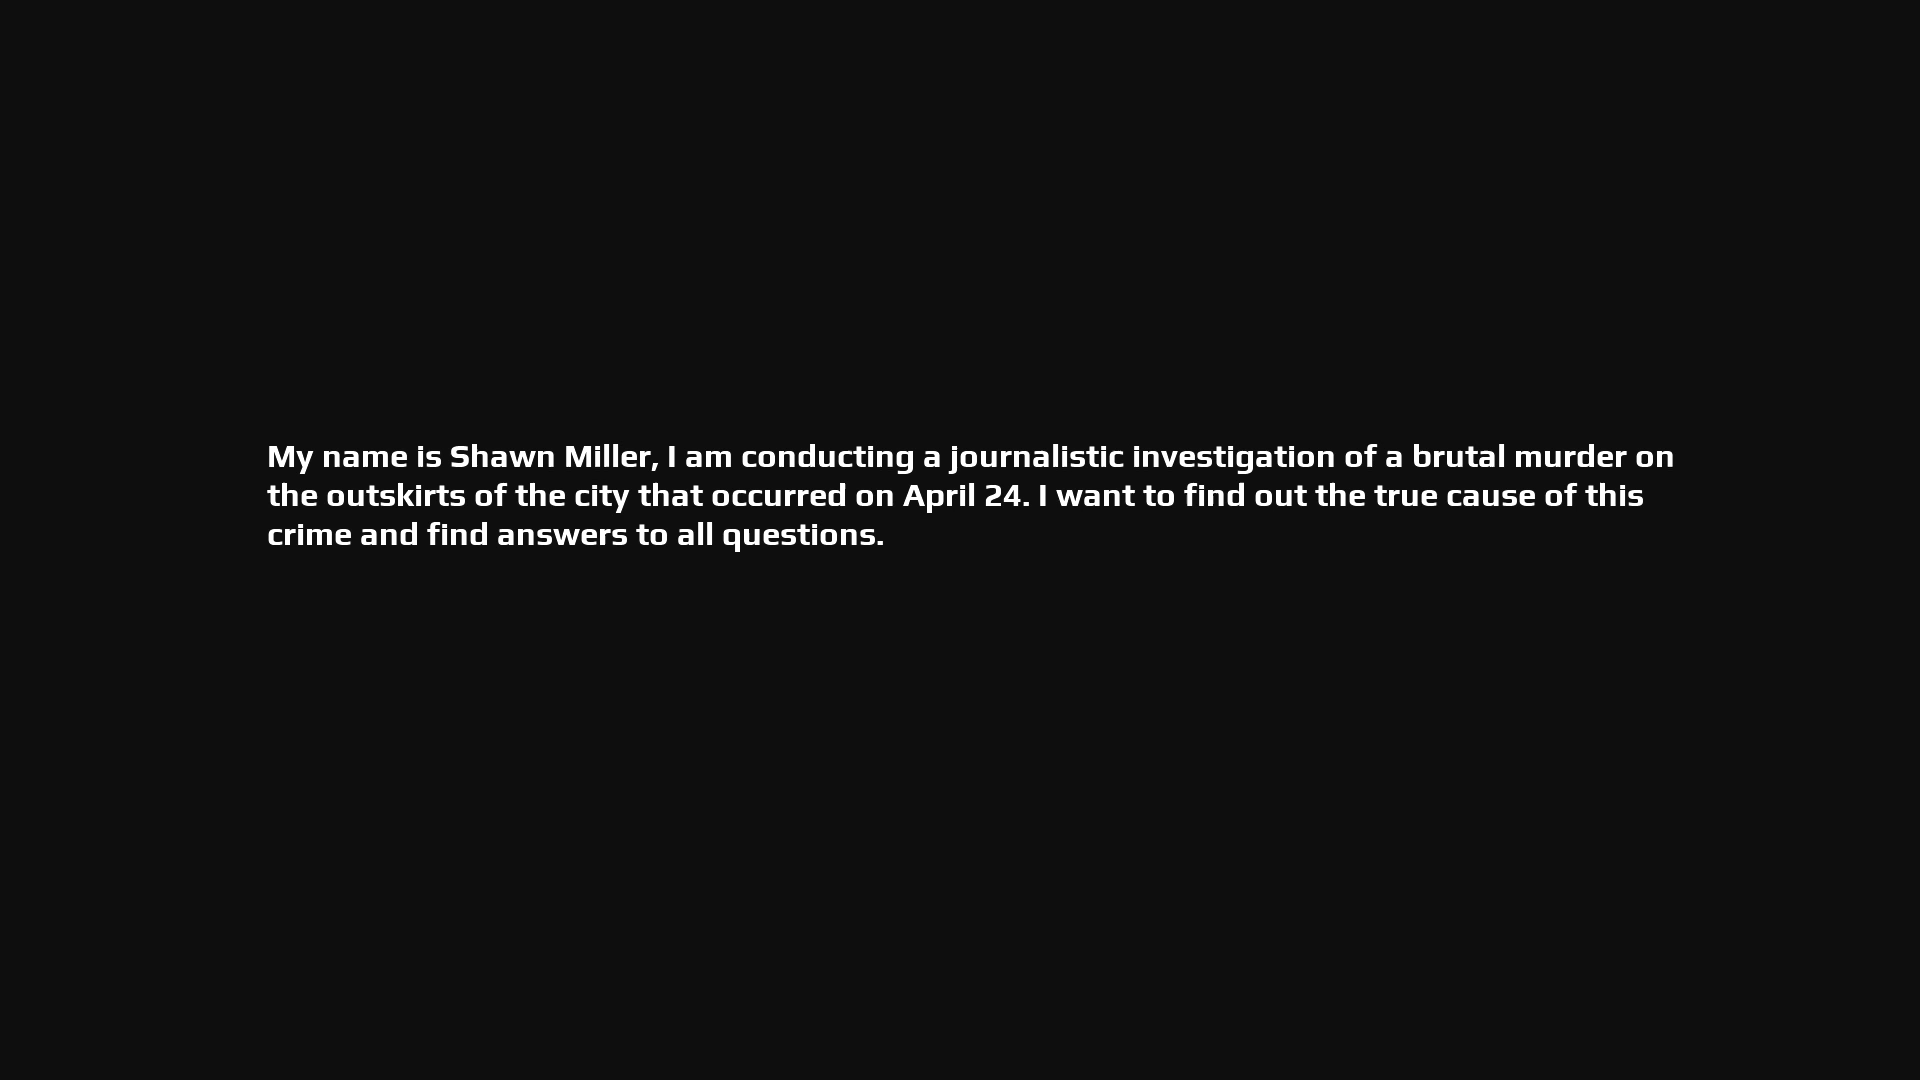 My name is Shawn Miller, I am conducting a journalistic investigation of a brutal murder on
the outskirts of the city that occurred on April 24. I want to find out the true cause of this
crime and find answers to all questions.